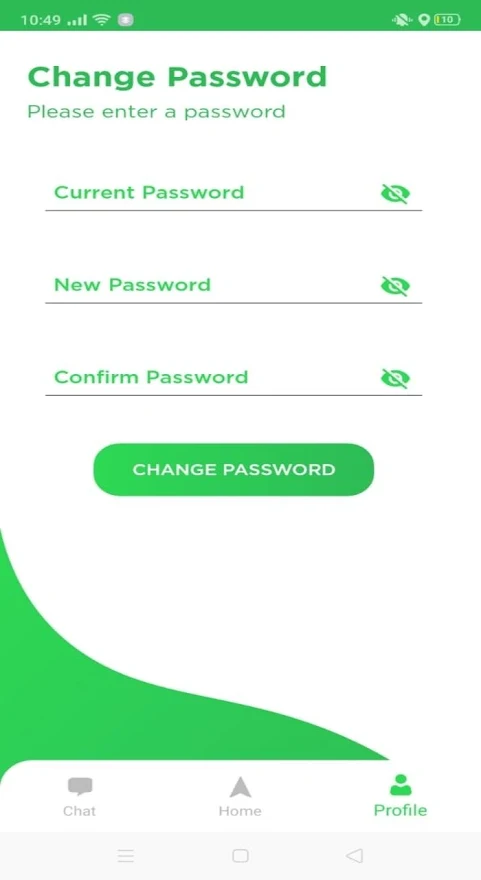 10:49
10
Change Password
Please enter a password
Current Password
New Password
Confirm Password
CHANGE PASSWORD
Chat
Home
Profile